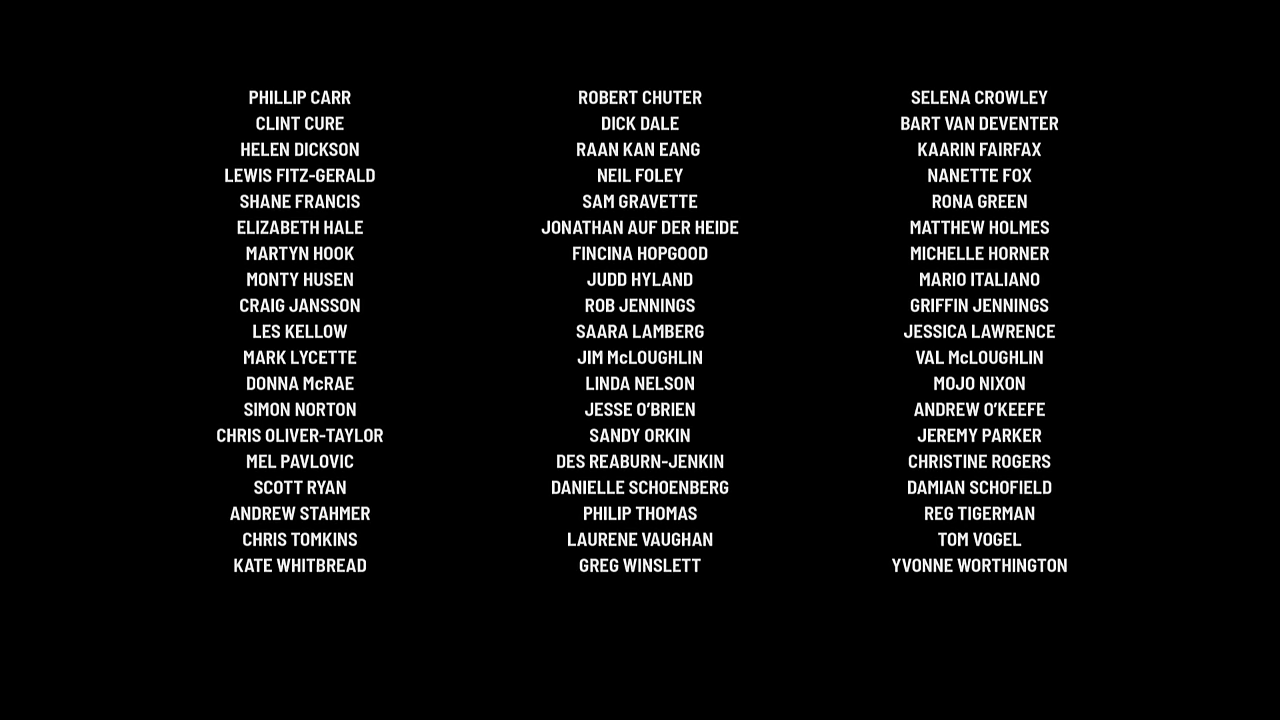 PHILLIP CARR ROBERT CHUTER SELENA CROWLEY
CLINT CURE DICK DALE BART VAN DEVENTER
HELEN DICKSON RAAN KAN EANG KAARIN FAIRFAX
LEWIS FITZ-GERALD NEIL FOLEY NANETTE FOX
SHANE FRANCIS SAM GRAVETTE RONA GREEN
ELIZABETH HALE JONATHAN AUF DER HEIDE MATTHEW HOLMES
MARTYN HOOK FINCINA HOPGOOD MICHELLE HORNER
MONTY HUSEN JUDD HYLAND MARIO ITALIANO
CRAIG JANSSON ROB JENNINGS GRIFFIN JENNINGS
LES KELLOW SAARA LAMBERG JESSICA LAWRENCE
MARK LYCETTE JIM McLOUGHLIN VAL McLOUGHLIN
DONNA McRAE LINDA NELSON MOJO NIXON
SIMON NORTON JESSE O'BRIEN ANDREW O'KEEFE
CHRIS OLIVER-TAYLOR SANDY ORKIN JEREMY PARKER
MEL PAVLOVIC DES REABURN-JENKIN CHRISTINE ROGERS
SCOTT RYAN DANIELLE SCHOENBERG DAMIAN SCHOFIELD
ANDREW STAHMER PHILIP THOMAS REG TIGERMAN
CHRIS TOMKINS LAURENE VAUGHAN TOM VOGEL
KATE WHITBREAD GREG WINSLETT YVONNE WORTHINGTON